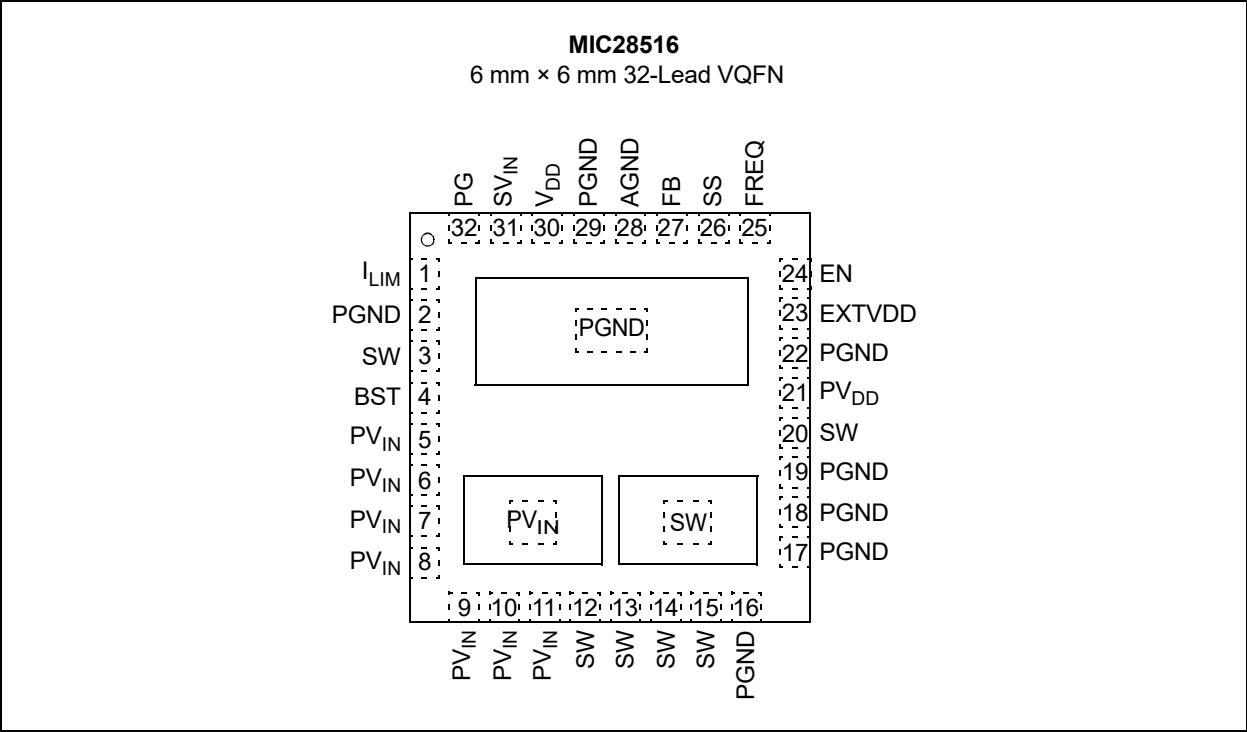 MIC28516
6 mm × 6 mm 32-Lead VQFN
PG SVIN VDD PGND AGND FB SS FREQ
32 31 30 29 28 27 26 25
ILIM 1
PGND 2
SW 3
BST 4
PVIN 5
PVIN 6
PVIN 7
PVIN 8
24 EN
23 EXTVDD
22 PGND
21 PVDD
20 SW
19 PGND
18 PGND
17 PGND
PGND
PVIN
SW
9 10 11 12 13 14 15 16
PVIN PVIN PVIN SW SW SW SW PGND